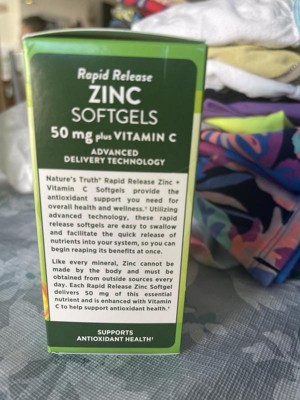 Rapid Release
ZINC
SOFTGELS
50 mg plus VITAMIN C
ADVANCED
DELIVERY TECHNOLOGY
Nature's Truth® Rapid Release Zinc +
Vitamin C Softgels provide the
antioxidant support you need for
overall health and wellness.† Utilizing
advanced technology, these rapid
release softgels are easy to swallow
and facilitate the quick release of
nutrients into your system, so you can
begin reaping its benefits at once.
Like every mineral, Zinc cannot be
made by the body and must be
obtained from outside sources every
day. Each Rapid Release Zinc Softgel
delivers 50 mg of this essential
nutrient and is enhanced with Vitamin
C to help support antioxidant health.†
SUPPORTS
ANTIOXIDANT HEALTH†